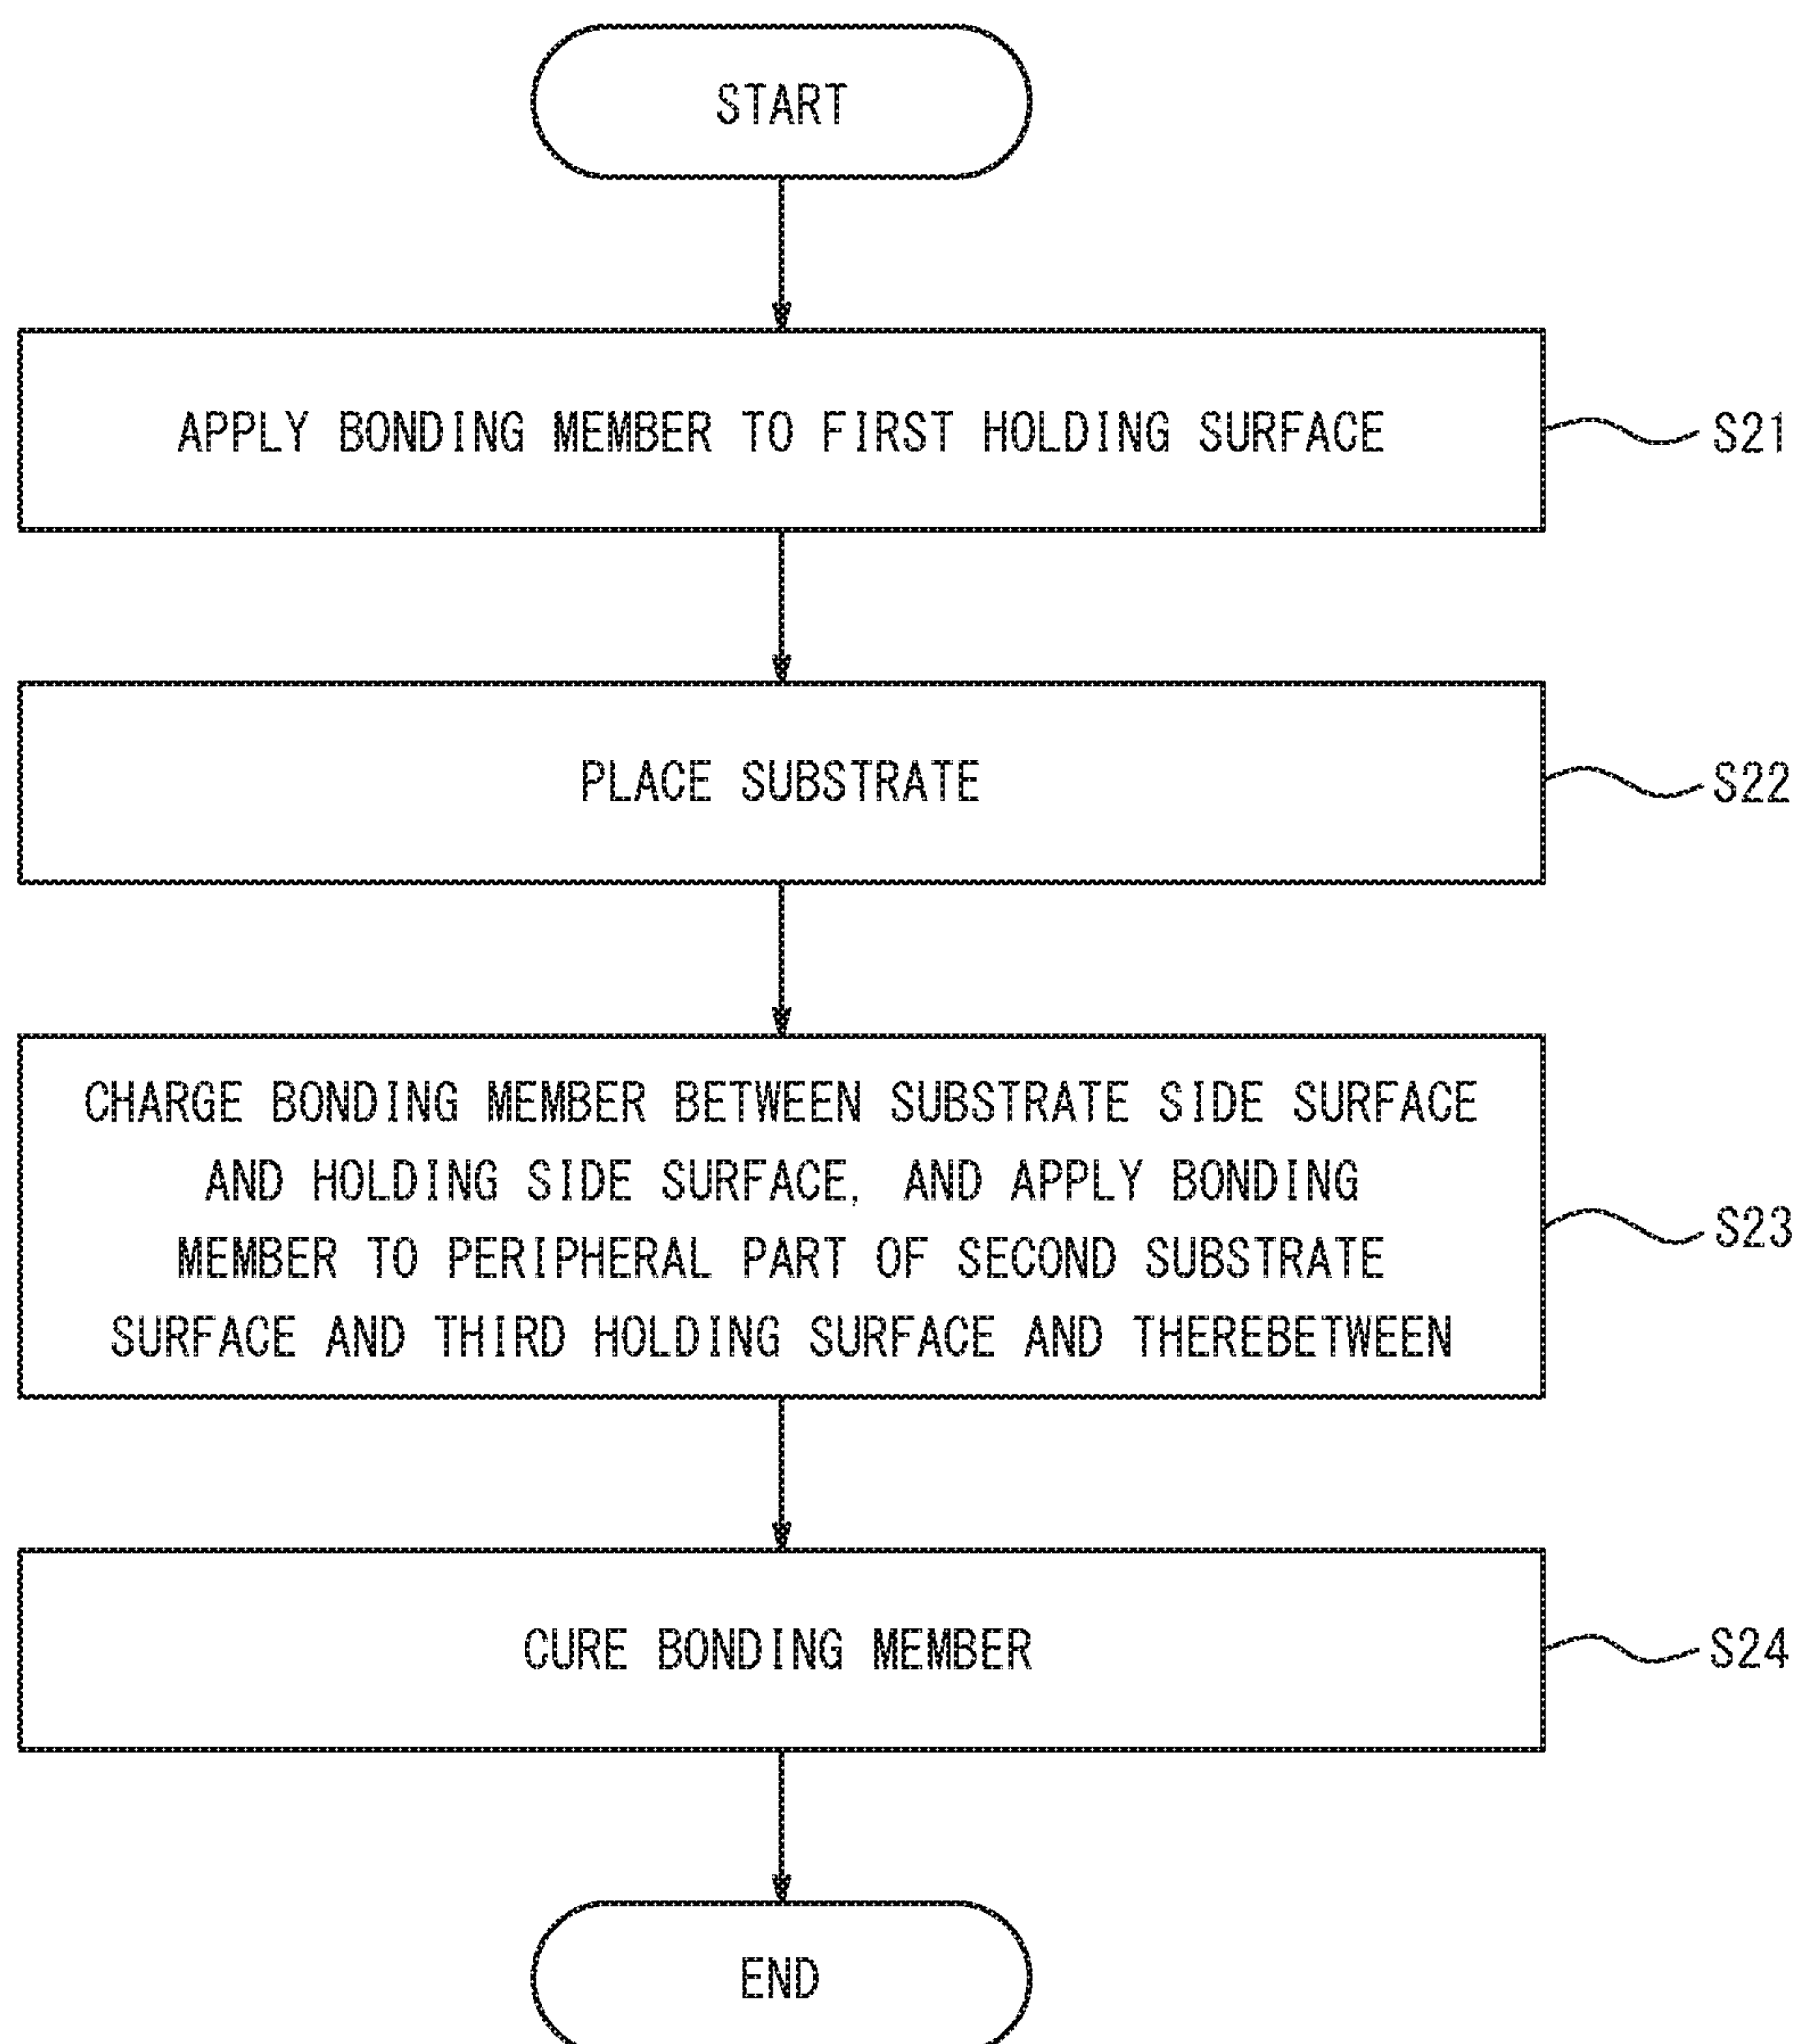 START
APPLY BONDING MEMBER TO FIRST HOLDING SURFACE
S21
PLACE SUBSTRATE
S22
CHARGE BONDING MEMBER BETWEEN SUBSTRATE SIDE SURFACE
AND HOLDING SIDE SURFACE, AND APPLY BONDING
MEMBER TO PERIPHERAL PART OF SECOND SUBSTRATE
SURFACE AND THIRD HOLDING SURFACE AND THEREBETWEEN
S23
CURE BONDING MEMBER
S24
END